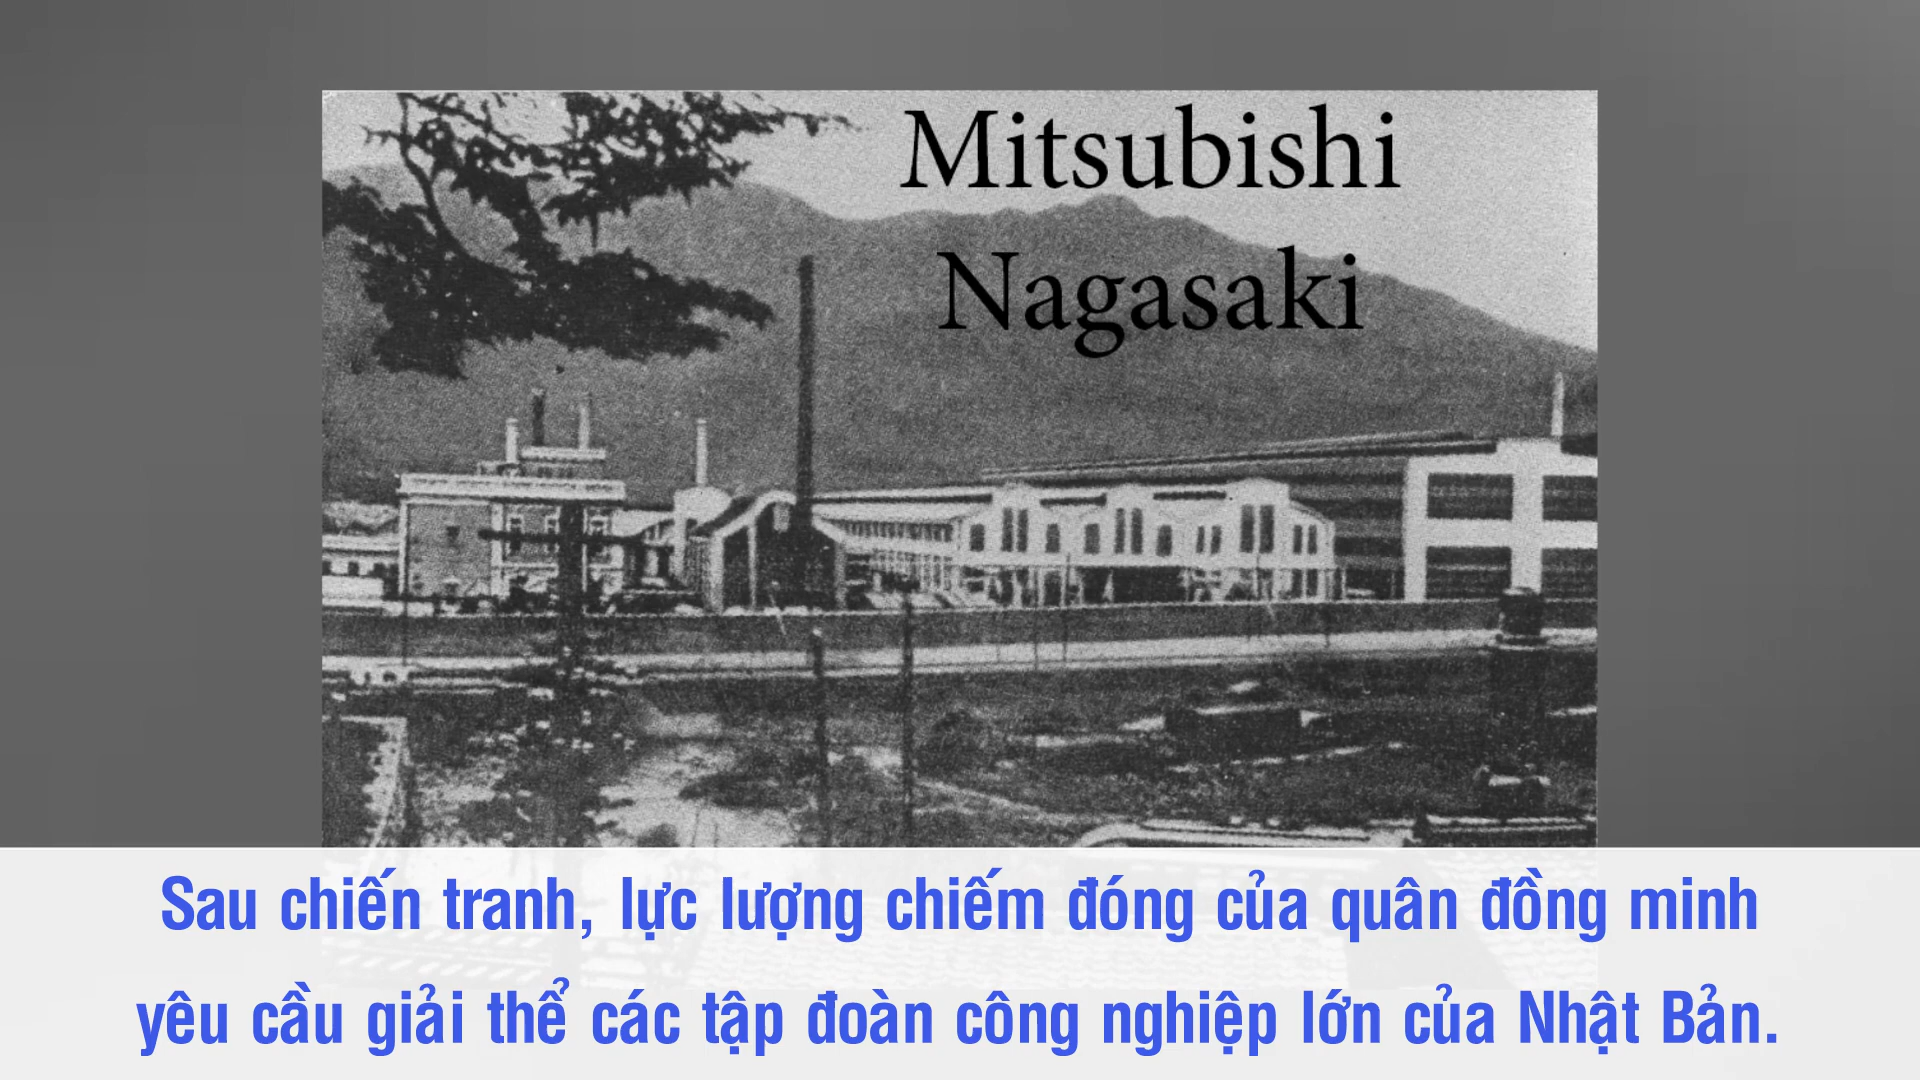 Mitsubishi
Nagasaki
Sau chiến tranh, lực lượng chiếm đóng của quân đồng minh
yêu cầu giải thể các tập đoàn công nghiệp lớn của Nhật Bản.